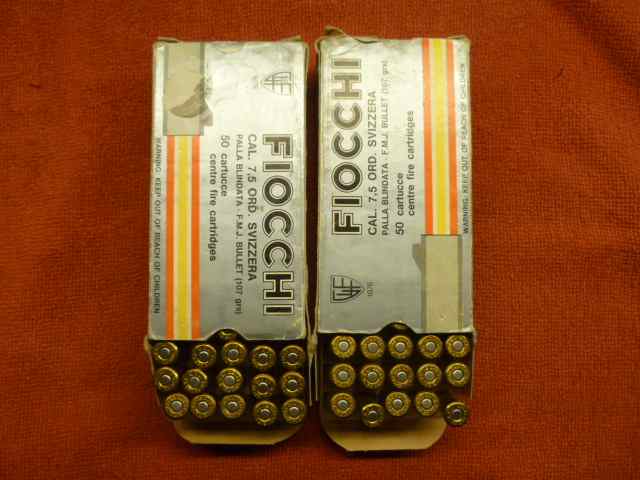 FIOCCHI
CAL. 7,5 ORD. SVIZZERA
PALLA BLINDATA - F.M.J. BULLET (107 grs)
50 cartucce
centre fire cartridges
WARNING: KEEP OUT OF REACH OF CHILDREN
FIOCCHI
CAL. 7,5 ORD. SVIZZERA
PALLA BLINDATA - F.M.J. BULLET (107 grs)
50 cartucce
centre fire cartridges
WARNING: KEEP OUT OF REACH OF CHILDREN
1876